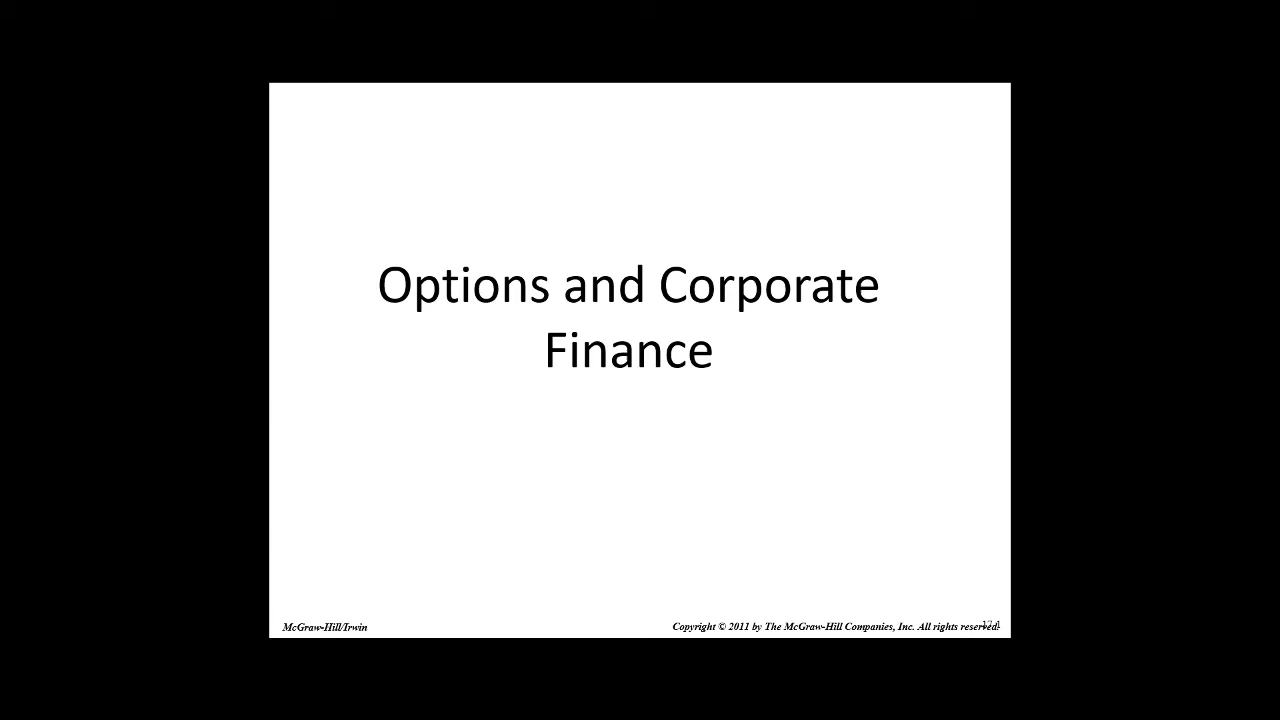 Options and Corporate
Finance
McGraw-Hill/Irwin
Copyright © 2011 by The McGraw-Hill Companies, Inc. All rights reserved.